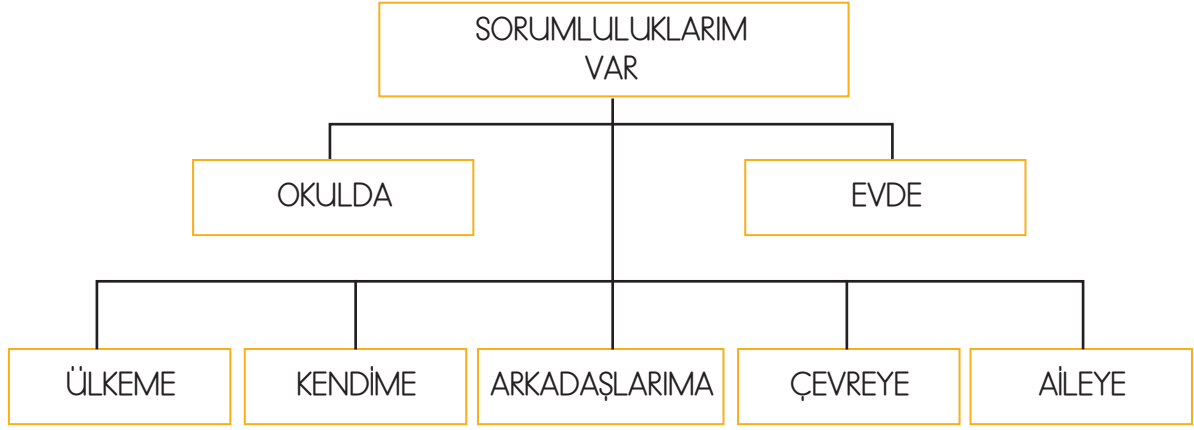 SORUMLULUKLARIM
VAR
OKULDA
EVDE
ÜLKEME
KENDİME
ARKADAŞLARIMA
ÇEVREYE
AİLEYE